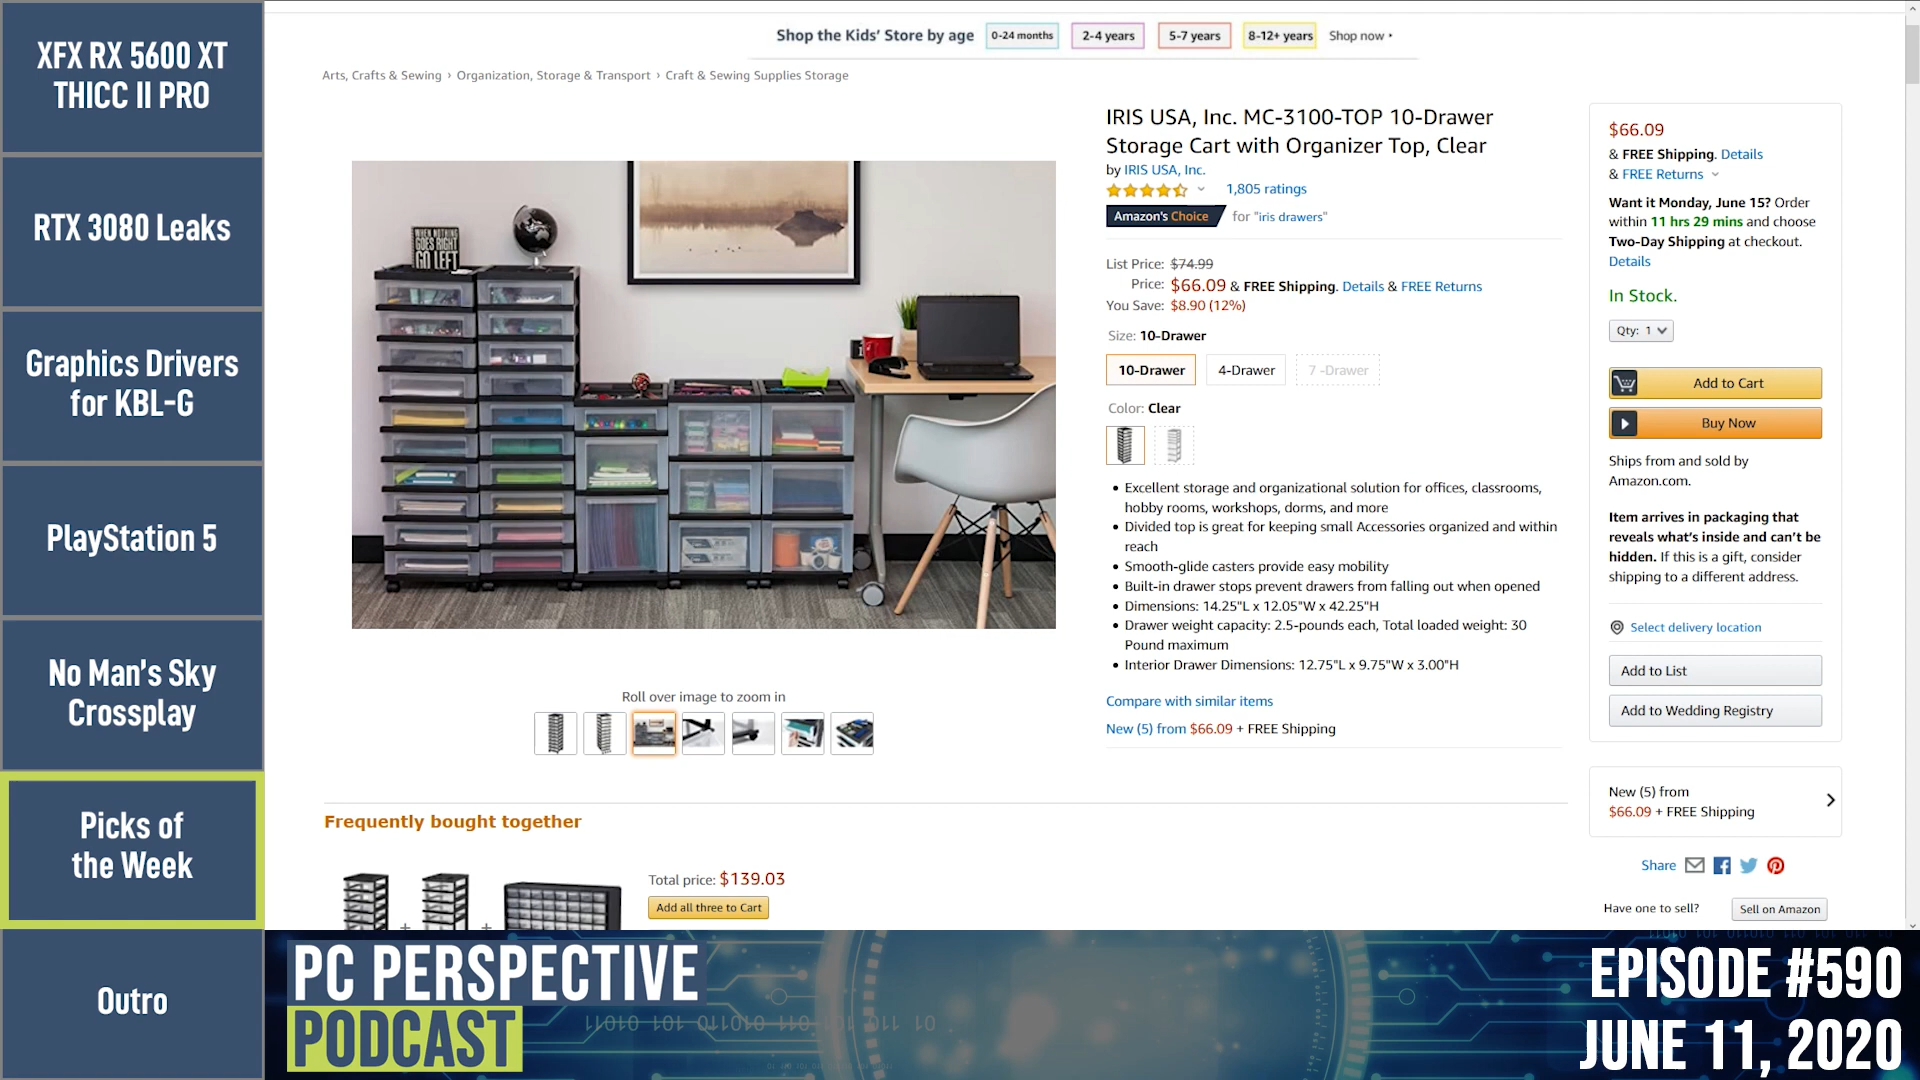 XFX RX 5600 XT
THICC II PRO
RTX 3080 Leaks
Graphics Drivers
for KBL-G
PlayStation 5
No Man's Sky
Crossplay
Picks of
the Week
Outro
Shop the Kids' Store by age
0-24 months
2-4 years
5-7 years
8-12+ years
Shop now
Arts, Crafts & Sewing › Organization, Storage & Transport › Craft & Sewing Supplies Storage
WHEN NOTHING
GOES RIGHT
GO LEFT
Roll over image to zoom in
IRIS USA, Inc. MC-3100-TOP 10-Drawer
Storage Cart with Organizer Top, Clear
by IRIS USA, Inc.
1,805 ratings
Amazon's Choice for "iris drawers"
List Price: $74.99
Price: $66.09 & FREE Shipping. Details & FREE Returns
You Save: $8.90 (12%)
Size: 10-Drawer
10-Drawer
4-Drawer
7 -Drawer
Color: Clear
• Excellent storage and organizational solution for offices, classrooms,
hobby rooms, workshops, dorms, and more
• Divided top is great for keeping small Accessories organized and within
reach
• Smooth-glide casters provide easy mobility
• Built-in drawer stops prevent drawers from falling out when opened
• Dimensions: 14.25"L x 12.05"W x 42.25"H
• Drawer weight capacity: 2.5-pounds each, Total loaded weight: 30
Pound maximum
• Interior Drawer Dimensions: 12.75"L x 9.75"W x 3.00"H
Compare with similar items
New (5) from $66.09 + FREE Shipping
$66.09
& FREE Shipping. Details
& FREE Returns
Want it Monday, June 15? Order
within 11 hrs 29 mins and choose
Two-Day Shipping at checkout.
Details
In Stock.
Qty: 1
Add to Cart
Buy Now
Ships from and sold by
Amazon.com.
Item arrives in packaging that
reveals what's inside and can't be
hidden. If this is a gift, consider
shipping to a different address.
Select delivery location
Add to List
Add to Wedding Registry
New (5) from
$66.09 + FREE Shipping
Share
Have one to sell?
Sell on Amazon
Frequently bought together
+
+
Total price: $139.03
Add all three to Cart
PC PERSPECTIVE
PODCAST
EPISODE #590
JUNE 11, 2020